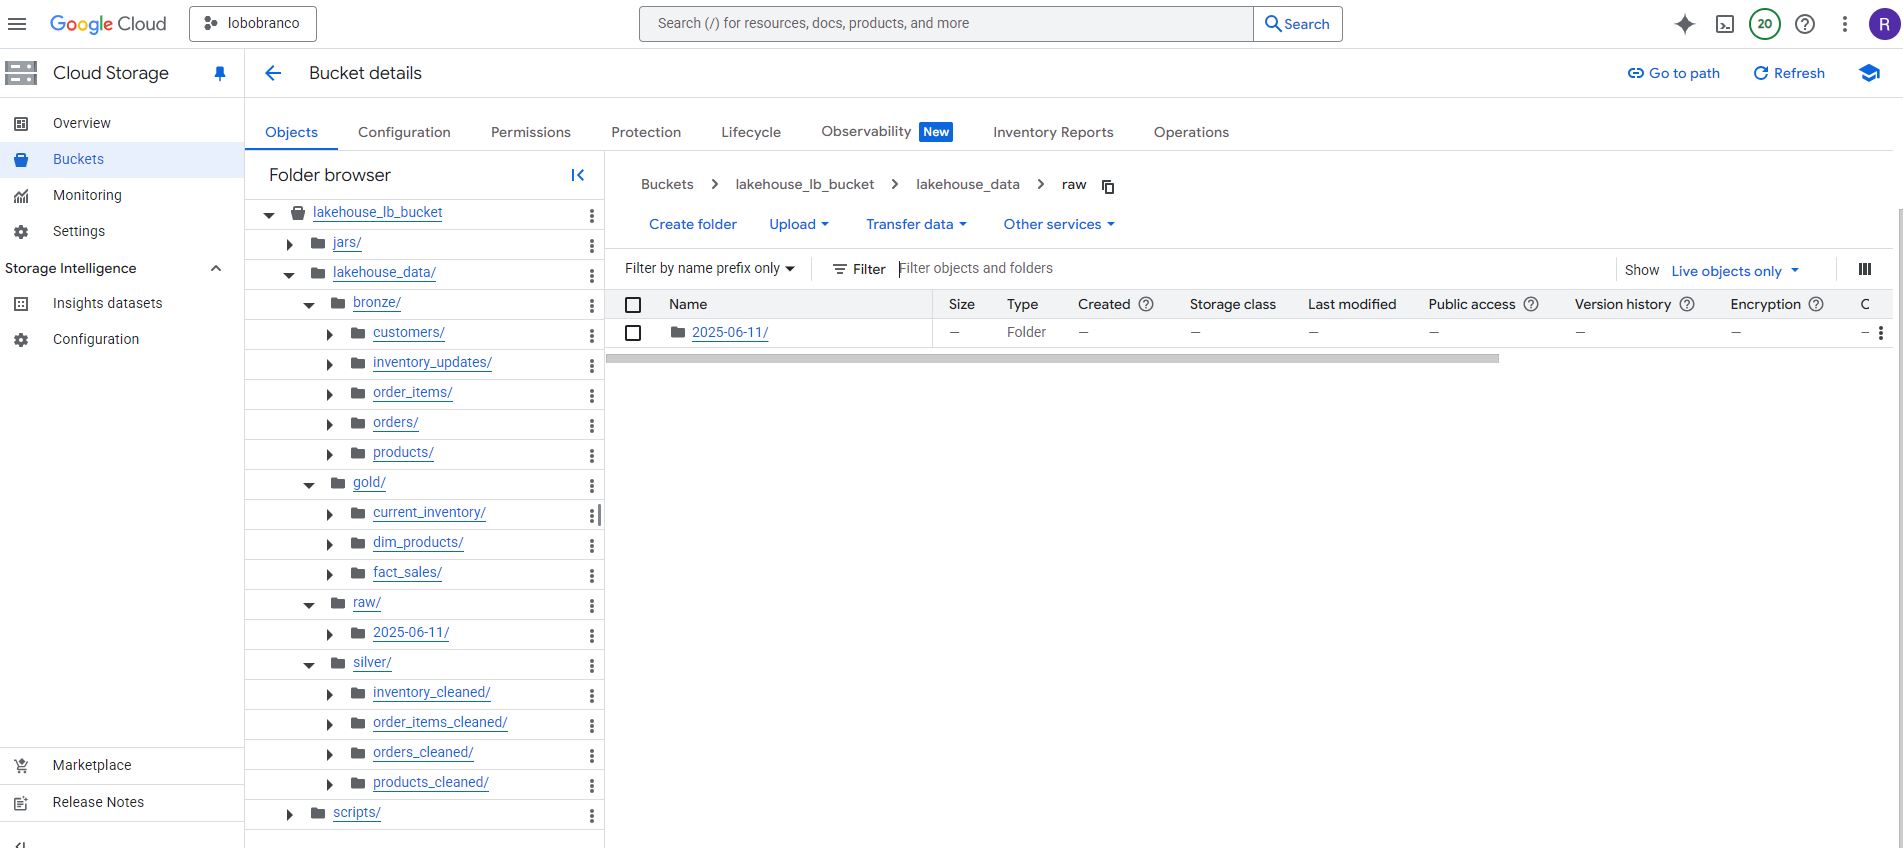 Google Cloud
lobobranco
Search (/) for resources, docs, products, and more
Search
20
R
Cloud Storage
Bucket details
Go to path
Refresh
Overview
Buckets
Monitoring
Settings
Storage Intelligence
Insights datasets
Configuration
Marketplace
Release Notes
Objects
Configuration
Permissions
Protection
Lifecycle
Observability New
Inventory Reports
Operations
Folder browser
lakehouse_lb_bucket
jars/
lakehouse_data/
bronze/
customers/
inventory_updates/
order_items/
orders/
products/
gold/
current_inventory/
dim_products/
fact_sales/
raw/
2025-06-11/
silver/
inventory_cleaned/
order_items_cleaned/
orders_cleaned/
products_cleaned/
scripts/
Buckets > lakehouse_lb_bucket > lakehouse_data > raw
Create folder Upload Transfer data Other services
Filter by name prefix only Filter Filter objects and folders Show Live objects only
Name Size Type Created Storage class Last modified Public access Version history Encryption C
2025-06-11/ — Folder — — — — — — —